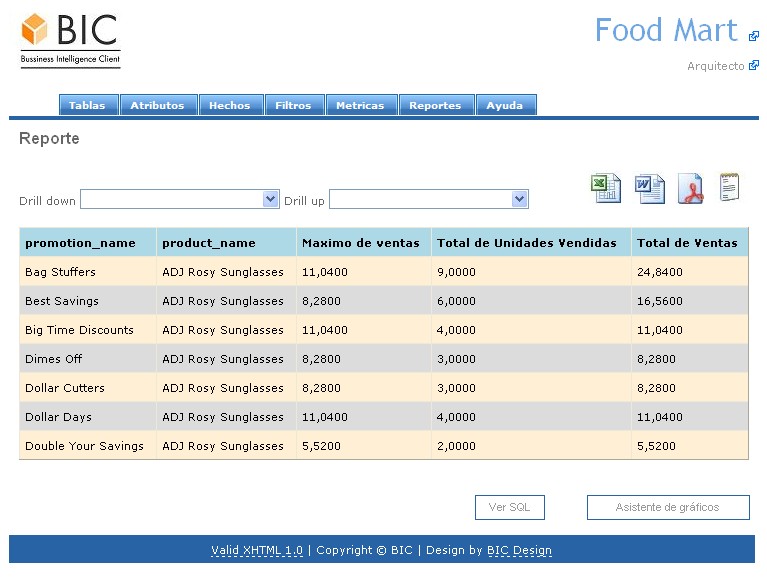 BIC
Bussiness Intelligence Client
Food Mart
Arquitecto
Tablas Atributos Hechos Filtros Metricas Reportes Ayuda
Reporte
Drill down Drill up
promotion_name product_name Maximo de ventas Total de Unidades Vendidas Total de Ventas
Bag Stuffers ADJ Rosy Sunglasses 11,0400 9,0000 24,8400
Best Savings ADJ Rosy Sunglasses 8,2800 6,0000 16,5600
Big Time Discounts ADJ Rosy Sunglasses 11,0400 4,0000 11,0400
Dimes Off ADJ Rosy Sunglasses 8,2800 3,0000 8,2800
Dollar Cutters ADJ Rosy Sunglasses 8,2800 3,0000 8,2800
Dollar Days ADJ Rosy Sunglasses 11,0400 4,0000 11,0400
Double Your Savings ADJ Rosy Sunglasses 5,5200 2,0000 5,5200
Ver SQL Asistente de gráficos
Valid XHTML 1.0 | Copyright © BIC | Design by BIC Design